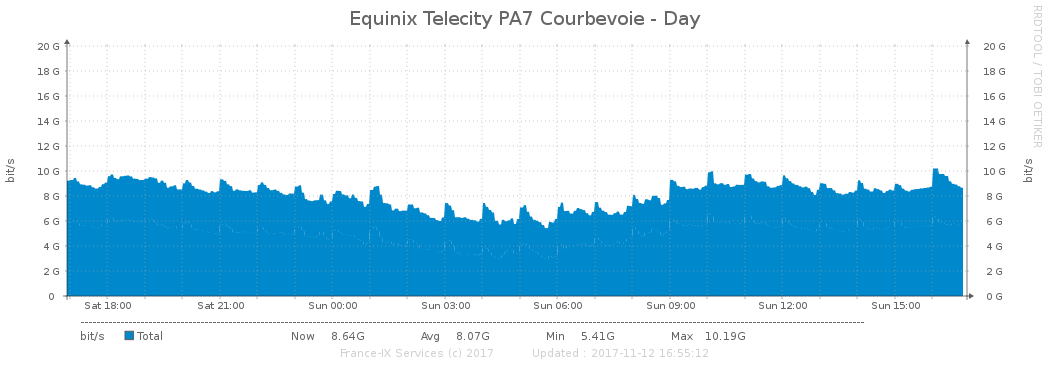 Equinix Telecity PA7 Courbevoie - Day
RRDTOOL / TOBI OETIKER
bit/s
bit/s
20 G 20 G
18 G 18 G
16 G 16 G
14 G 14 G
12 G 12 G
10 G 10 G
8 G 8 G
6 G 6 G
4 G 4 G
2 G 2 G
0 0 G
Sat 18:00 Sat 21:00 Sun 00:00 Sun 03:00 Sun 06:00 Sun 09:00 Sun 12:00 Sun 15:00
bit/s Total Now 8.64G Avg 8.07G Min 5.41G Max 10.19G
France-IX Services (c) 2017 Updated : 2017-11-12 16:55:12